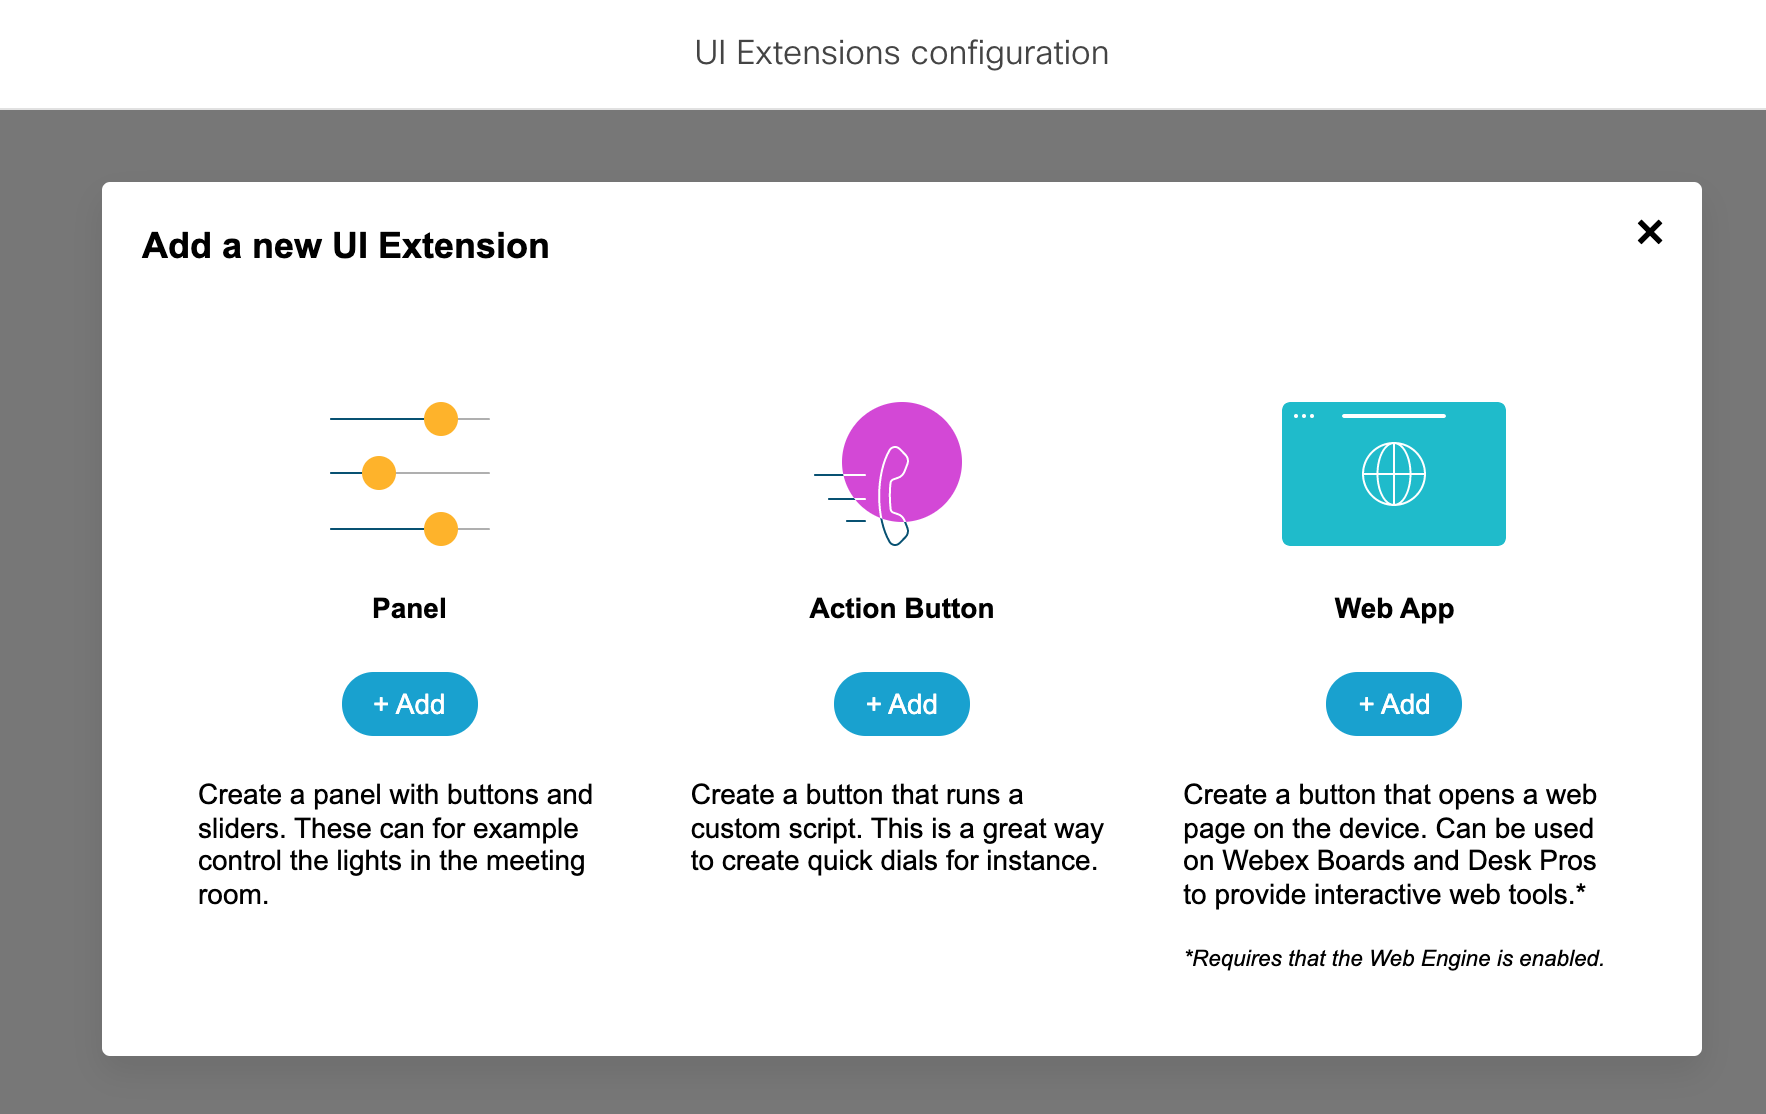 UI Extensions configuration
Add a new UI Extension
Panel
+ Add
Create a panel with buttons and
sliders. These can for example
control the lights in the meeting
room.
Action Button
+ Add
Create a button that runs a
custom script. This is a great way
to create quick dials for instance.
Web App
+ Add
Create a button that opens a web
page on the device. Can be used
on Webex Boards and Desk Pros
to provide interactive web tools.*
*Requires that the Web Engine is enabled.